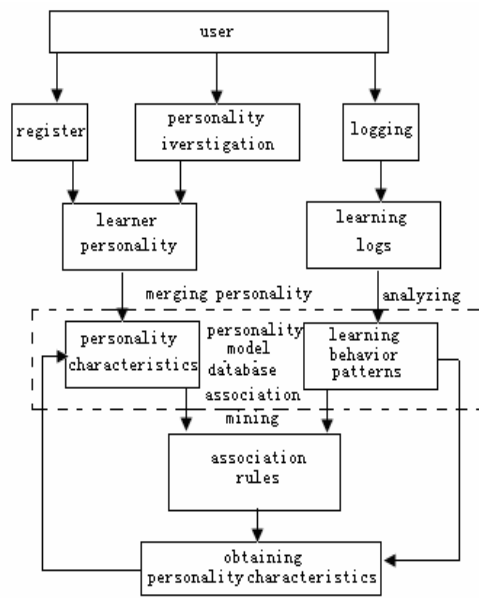 user
register
personality
iverstigation
logging
learner
personality
learning
logs
merging personality
analyzing
personality
characteristics
personality
model
database
association
mining
learning
behavior
patterns
association
rules
obtaining
personality characteristics